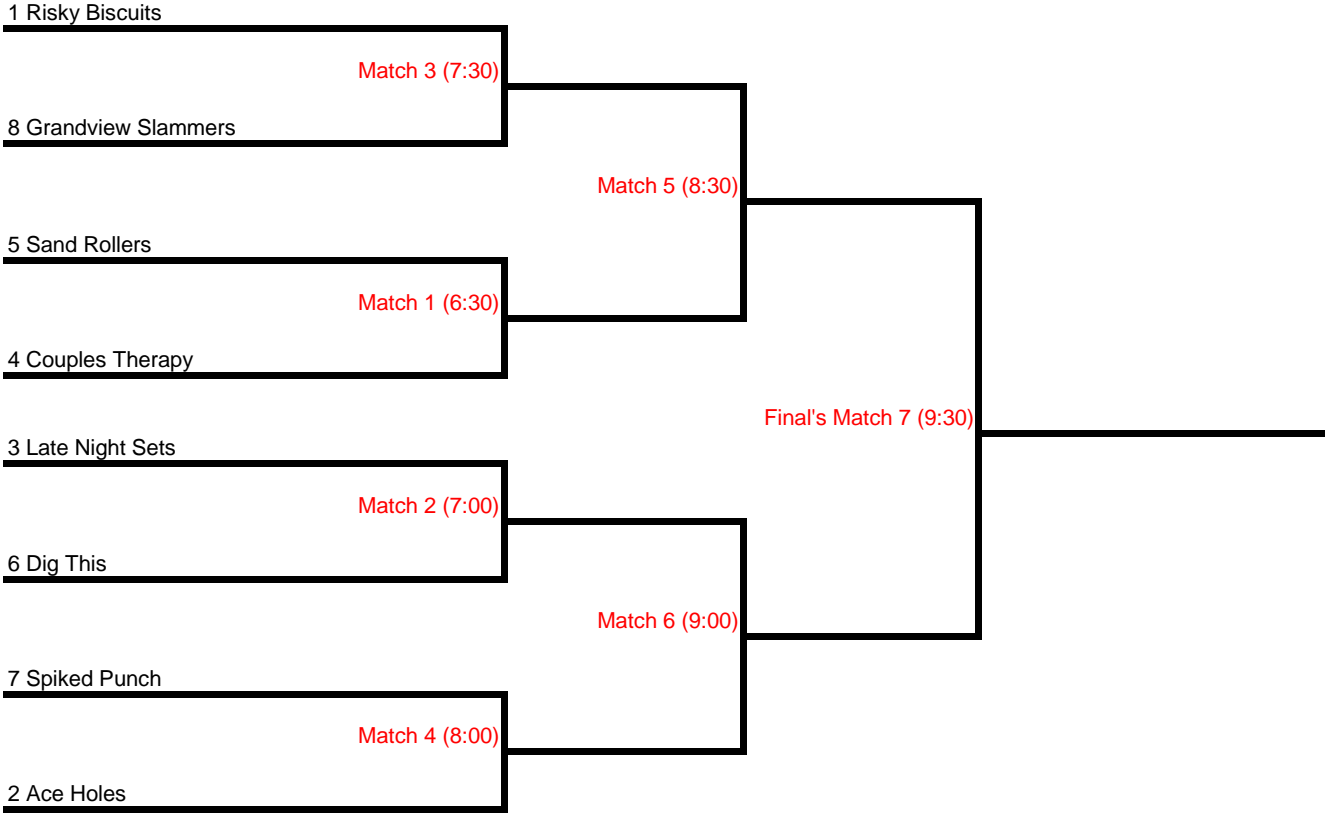 1 Risky Biscuits
Match 3 (7:30)
8 Grandview Slammers
Match 5 (8:30)
5 Sand Rollers
Match 1 (6:30)
4 Couples Therapy
Final's Match 7 (9:30)
3 Late Night Sets
Match 2 (7:00)
6 Dig This
Match 6 (9:00)
7 Spiked Punch
Match 4 (8:00)
2 Ace Holes